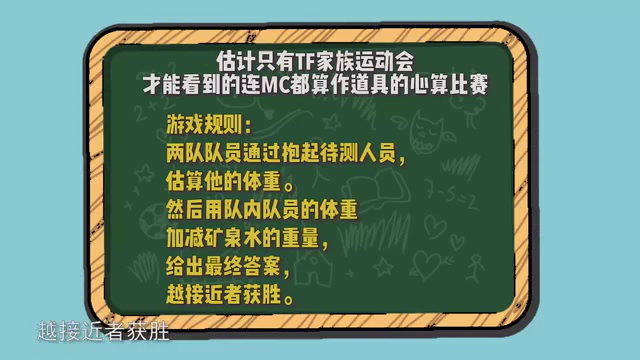 估计只有TF家族运动会
才能看到的连MC都算作道具的心算比赛
游戏规则：
两队队员通过抱起待测人员，
估算他的体重。
然后用队内队员的体重
加减矿泉水的重量，
给出最终答案，
越接近者获胜。
7-5=2
越接近者获胜